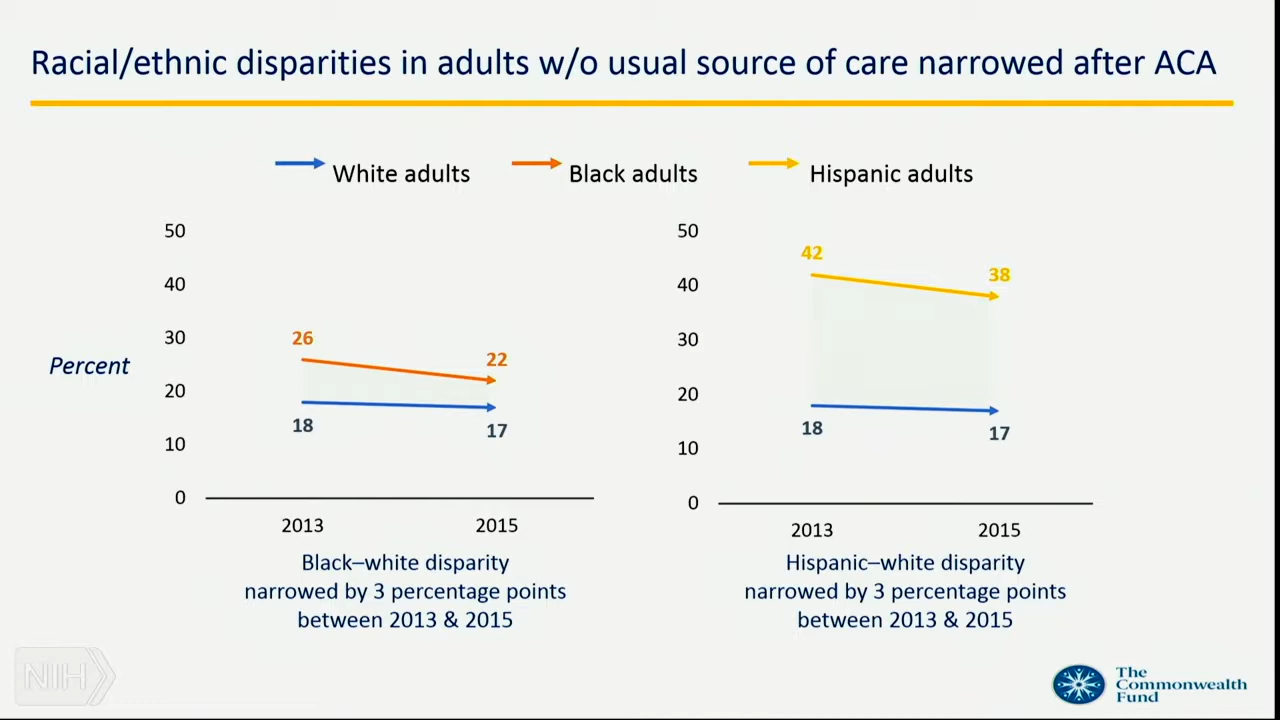 Racial/ethnic disparities in adults w/o usual source of care narrowed after ACA
White adults
Black adults
Hispanic adults
Percent
50
40
30
20
10
0
26
22
18
17
2013
2015
Black–white disparity
narrowed by 3 percentage points
between 2013 & 2015
50
40
30
20
10
0
42
38
18
17
2013
2015
Hispanic–white disparity
narrowed by 3 percentage points
between 2013 & 2015
NIH
The
Commonwealth
Fund